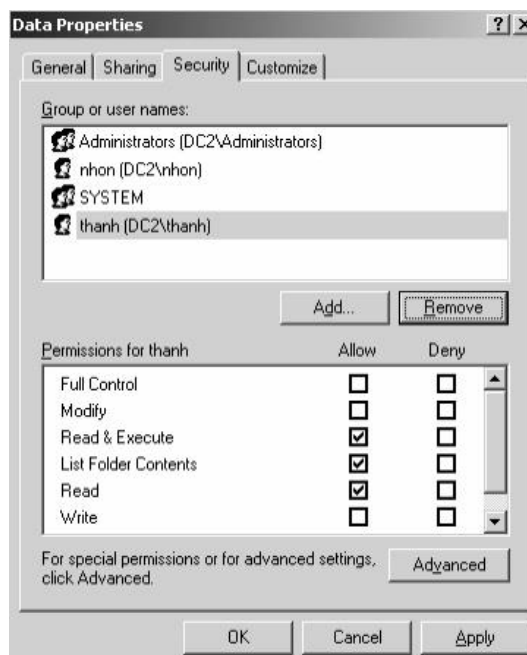 Data Properties
General Sharing Security Customize
Group or user names:
Administrators (DC2\Administrators)
nhon (DC2\nhon)
SYSTEM
thanh (DC2\thanh)
Add... Remove
Permissions for thanh Allow Deny
Full Control
Modify
Read & Execute
List Folder Contents
Read
Write
For special permissions or for advanced settings,
click Advanced.
Advanced
OK Cancel Apply